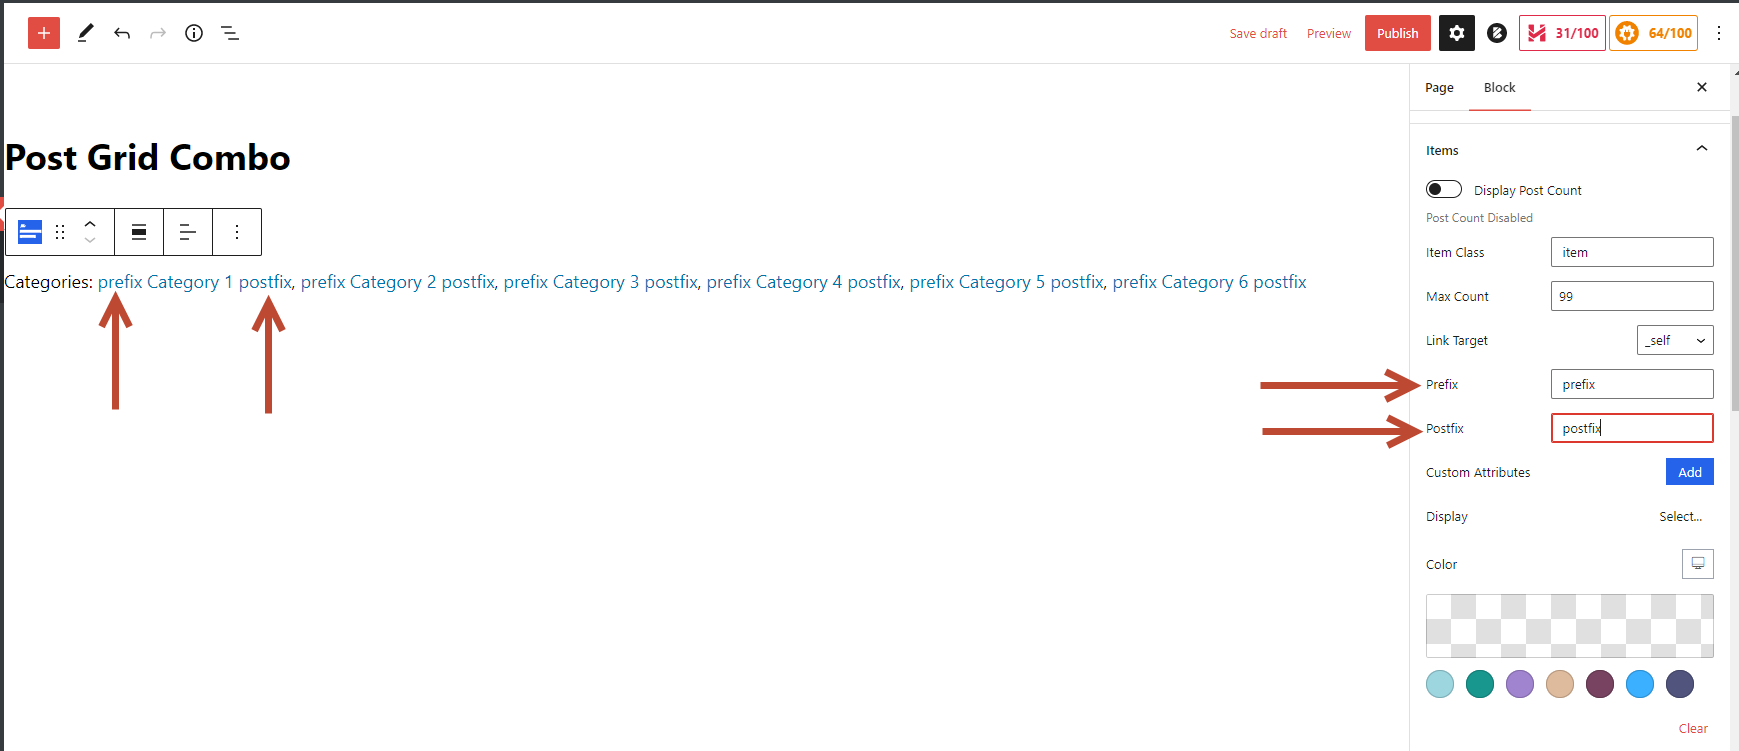 Save draft Preview Publish 31/100 64/100
Page Block
Post Grid Combo
Items
Display Post Count
Post Count Disabled
Item Class item
Categories: prefix Category 1 postfix, prefix Category 2 postfix, prefix Category 3 postfix, prefix Category 4 postfix, prefix Category 5 postfix, prefix Category 6 postfix
Max Count 99
Link Target _self
Prefix prefix
Postfix postfix
Custom Attributes Add
Display Select...
Color
Clear